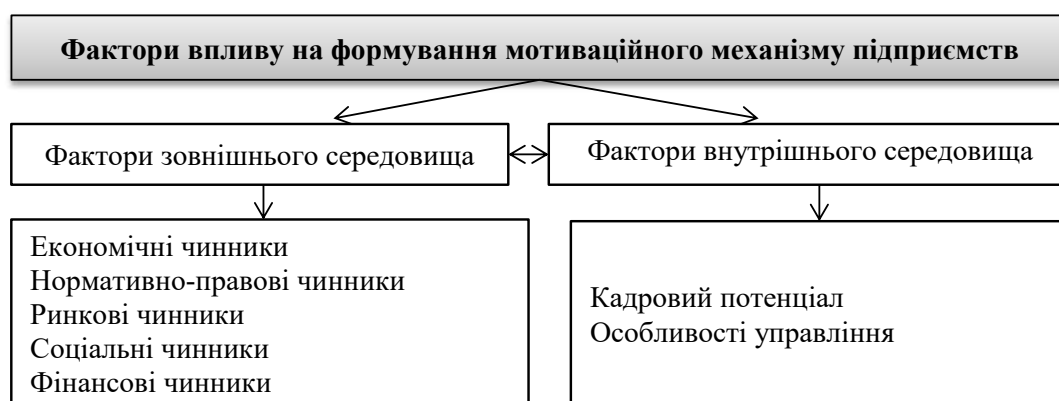 Фактори впливу на формування мотиваційного механізму підприємств
Фактори зовнішнього середовища
Фактори внутрішнього середовища
Економічні чинники
Нормативно-правові чинники
Ринкові чинники
Соціальні чинники
Фінансові чинники
Кадровий потенціал
Особливості управління